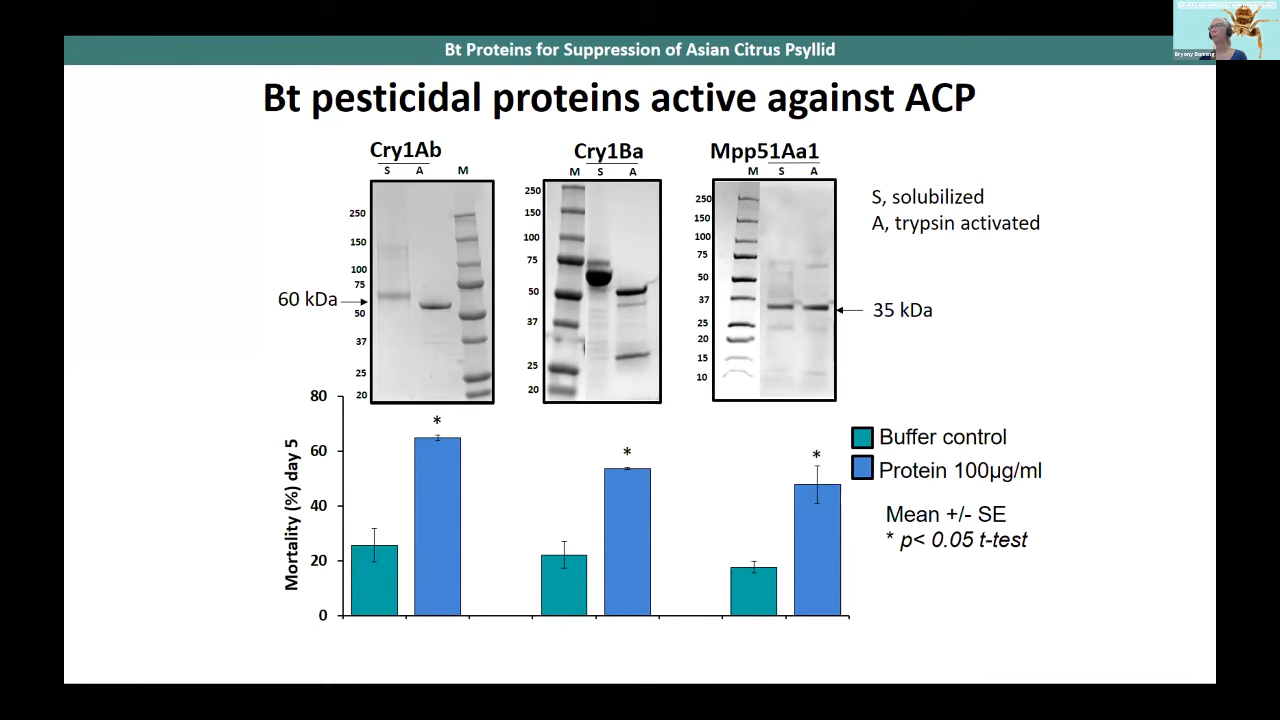 Bt Proteins for Suppression of Asian Citrus Psyllid
Bryony Bonning
Bt pesticidal proteins active against ACP
Cry1Ab
S A M
250
150
100
75
50
37
25
20
60 kDa
Cry1Ba
M S A
250
150
100
75
50
37
25
20
Mpp51Aa1
M S A
250
150
100
75
50
37
25
20
15
10
35 kDa
S, solubilized
A, trypsin activated
Mortality (%) day 5
80
60
40
20
0
* * *
Buffer control
Protein 100µg/ml
Mean +/- SE
* p< 0.05 t-test